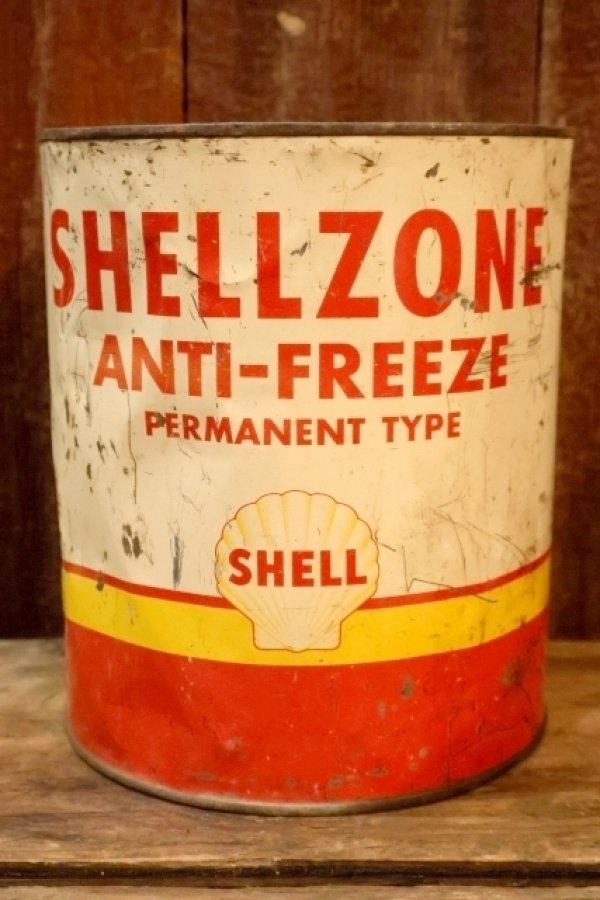 SHELLZONE
ANTI-FREEZE
PERMANENT TYPE
SHELL